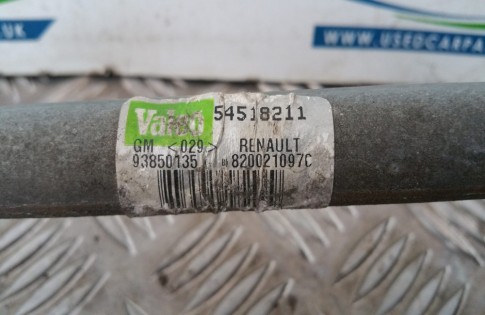 .UK
WWW.USEDCARPA
Valeo 54518211
GM <029> RENAULT
93850135 820021097C